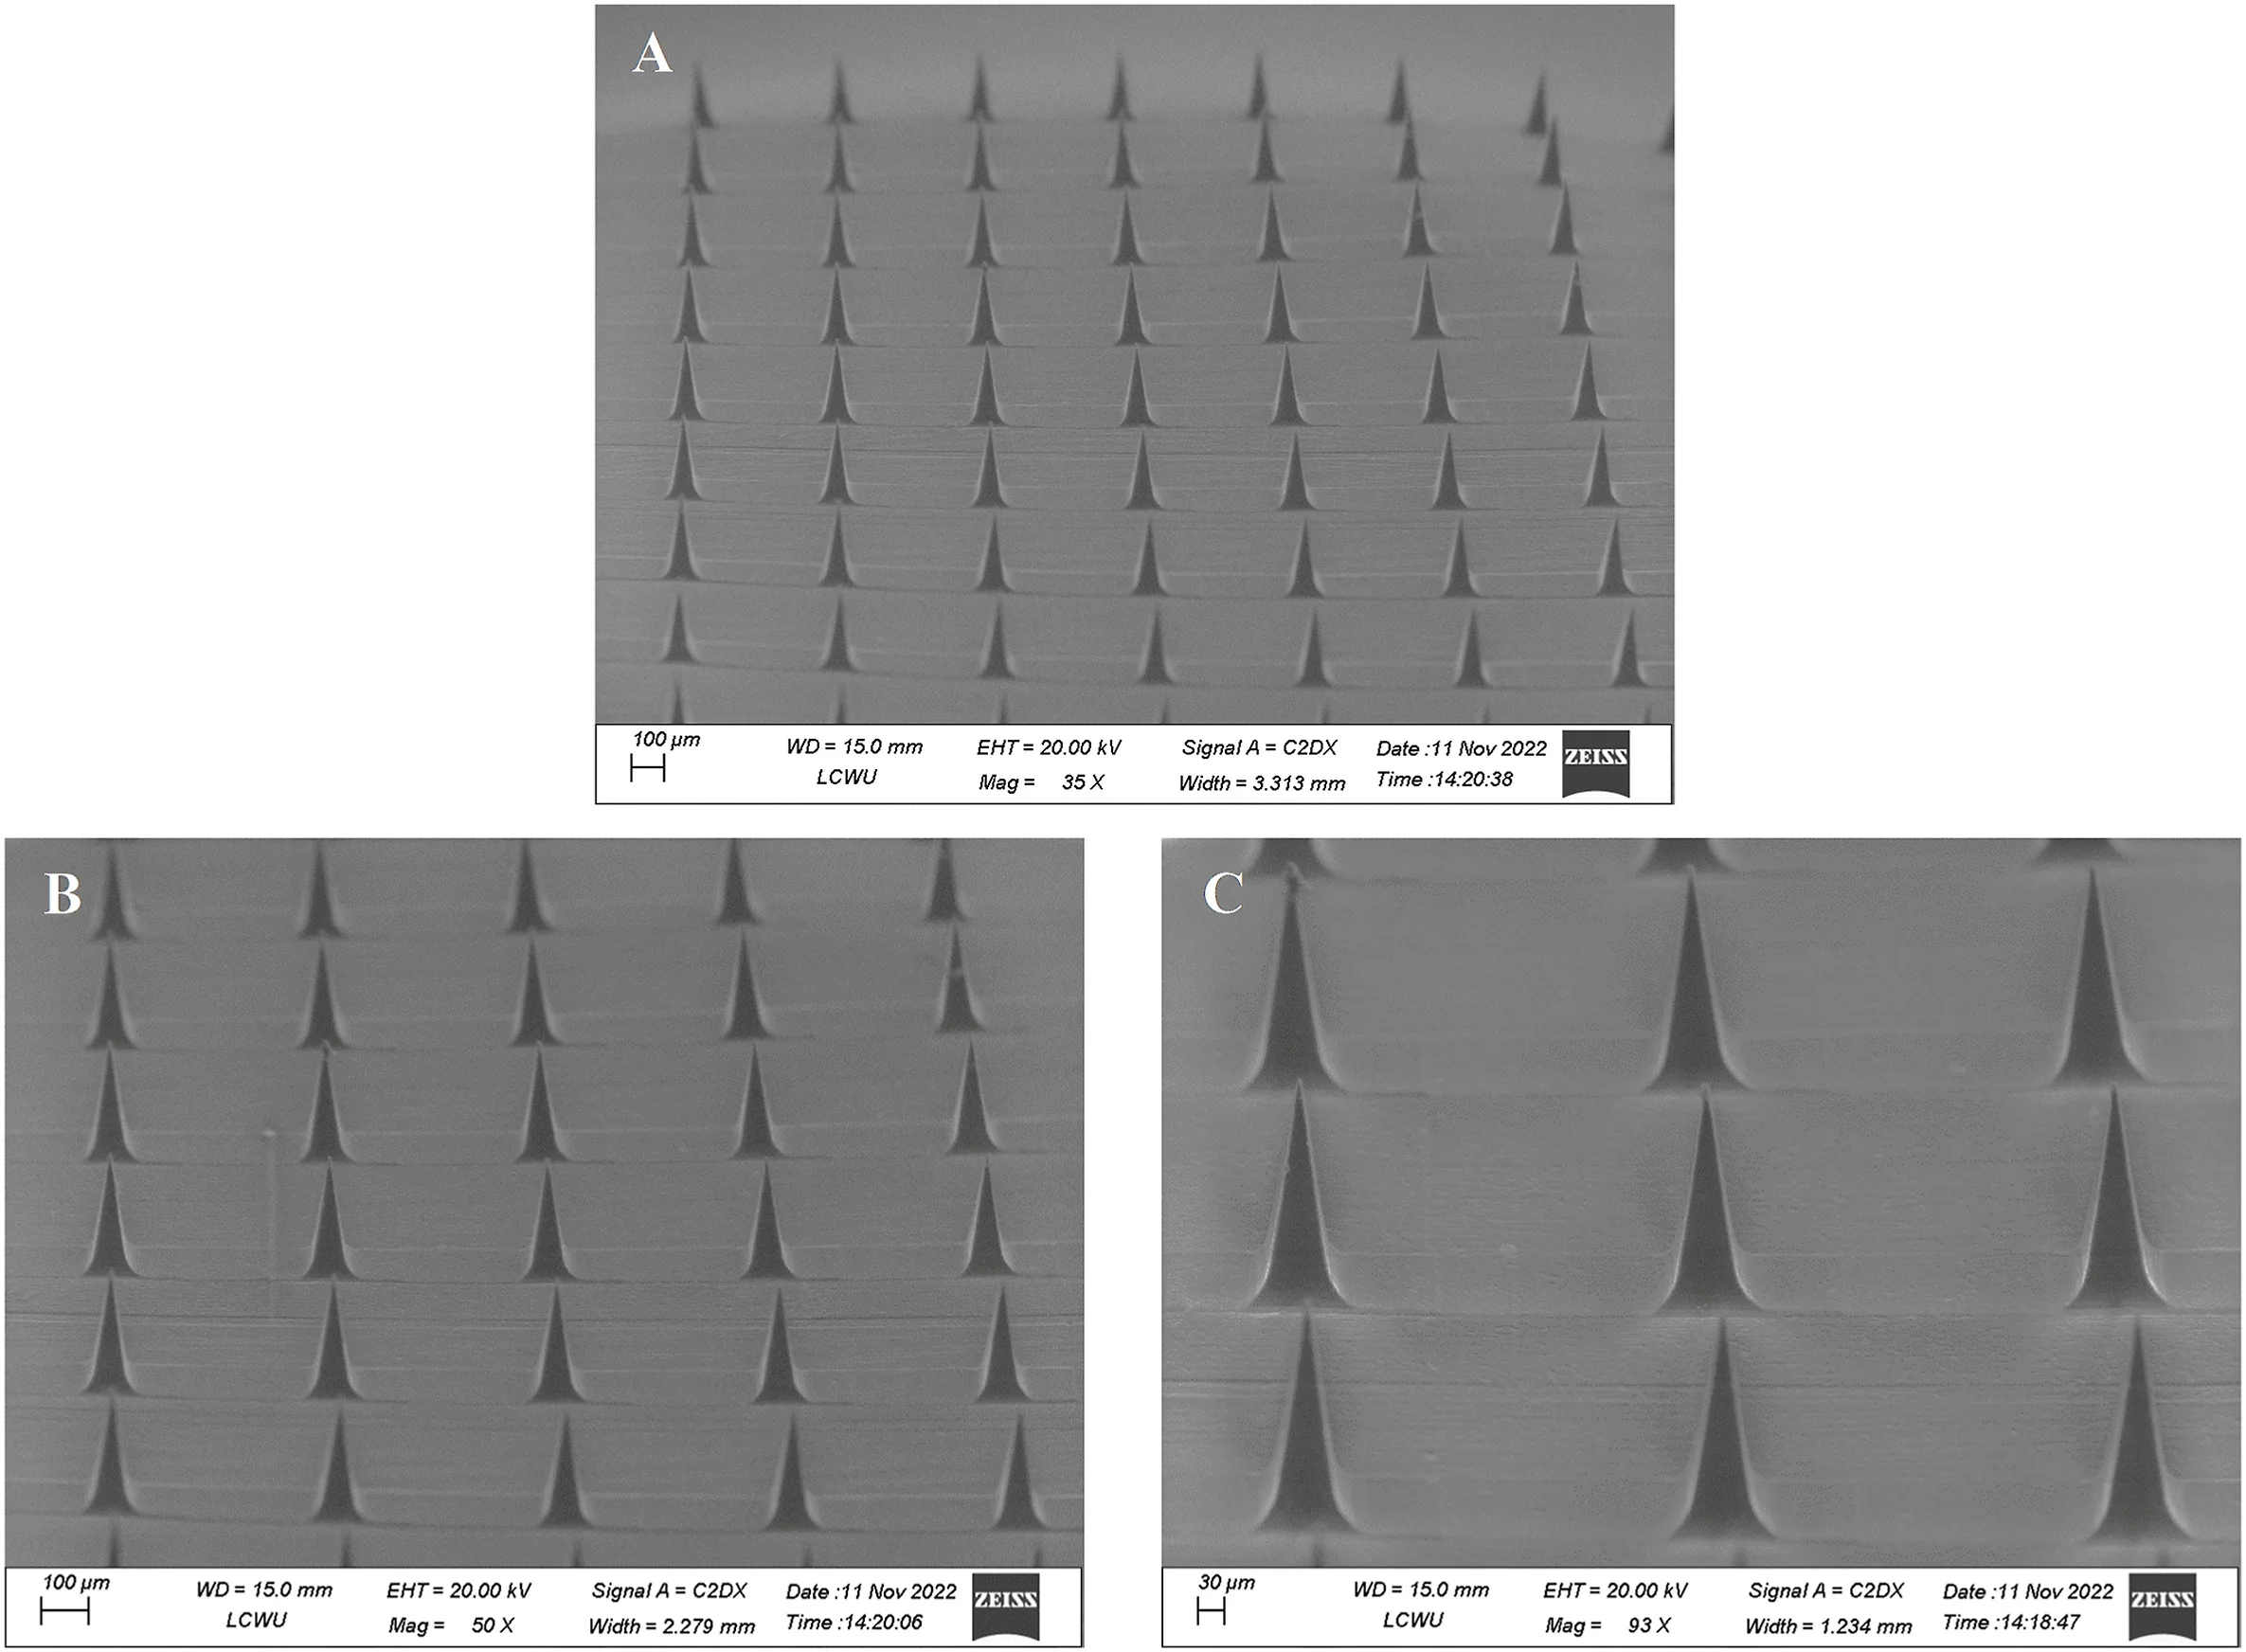 A
100 µm
WD = 15.0 mm
EHT = 20.00 kV
Signal A = C2DX
Date :11 Nov 2022
LCWU
Mag = 35 X
Width = 3.313 mm
Time :14:20:38
ZEISS
B
100 µm
WD = 15.0 mm
EHT = 20.00 kV
Signal A = C2DX
Date :11 Nov 2022
LCWU
Mag = 50 X
Width = 2.279 mm
Time :14:20:06
ZEISS
C
30 µm
WD = 15.0 mm
EHT = 20.00 kV
Signal A = C2DX
Date :11 Nov 2022
LCWU
Mag = 93 X
Width = 1.234 mm
Time :14:18:47
ZEISS